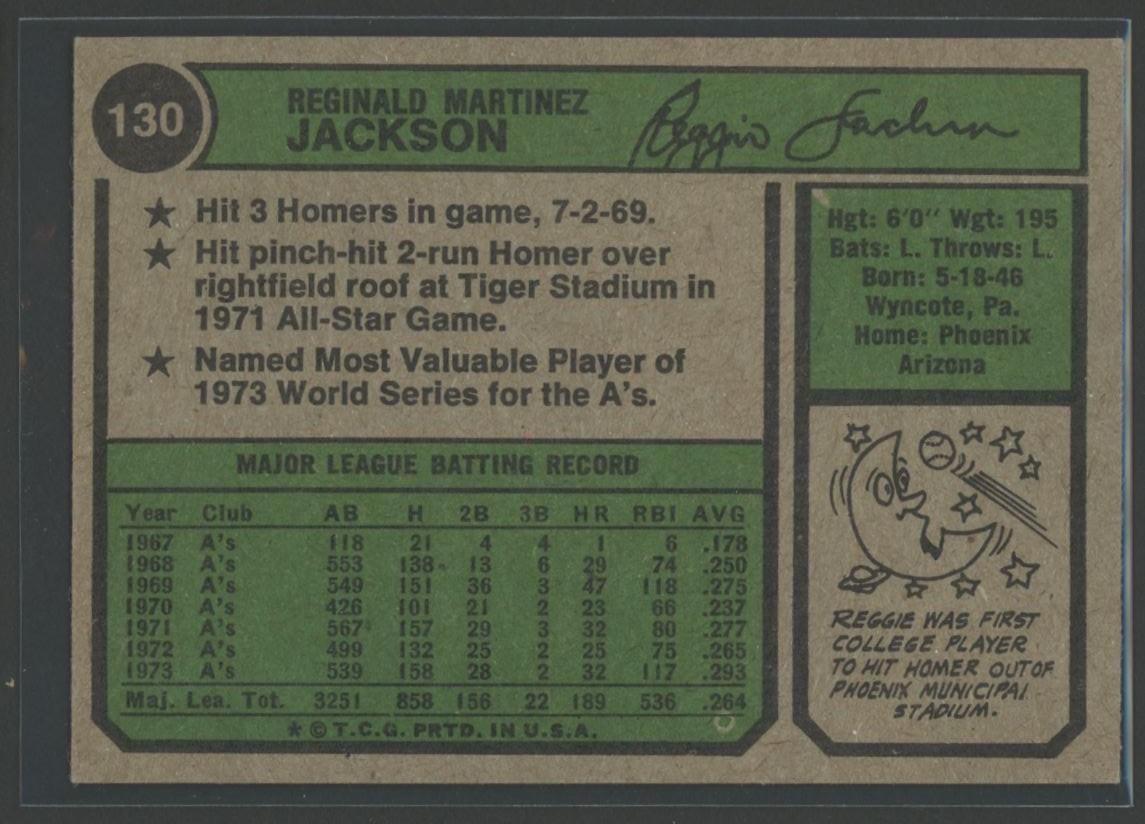 130
REGINALD MARTINEZ
JACKSON
Reggie Jackson
★ Hit 3 Homers in game, 7-2-69.
★ Hit pinch-hit 2-run Homer over
rightfield roof at Tiger Stadium in
1971 All-Star Game.
★ Named Most Valuable Player of
1973 World Series for the A's.
Hgt: 6'0" Wgt: 195
Bats: L. Throws: L.
Born: 5-18-46
Wyncote, Pa.
Home: Phoenix
Arizona
MAJOR LEAGUE BATTING RECORD
Year Club AB H 2B 3B HR RBI AVG
1967 A's 118 21 4 4 1 6 .178
1968 A's 553 138 13 6 29 74 .250
1969 A's 549 151 36 3 47 118 .275
1970 A's 426 101 21 2 23 66 .237
1971 A's 567 157 29 3 32 80 .277
1972 A's 499 132 25 2 25 75 .265
1973 A's 539 158 28 2 32 117 .293
Maj. Lea. Tot. 3251 858 156 22 189 536 .264
* © T.C.G. PRTD. IN U.S.A.
REGGIE WAS FIRST
COLLEGE PLAYER
TO HIT HOMER OUT OF
PHOENIX MUNICIPAL
STADIUM.